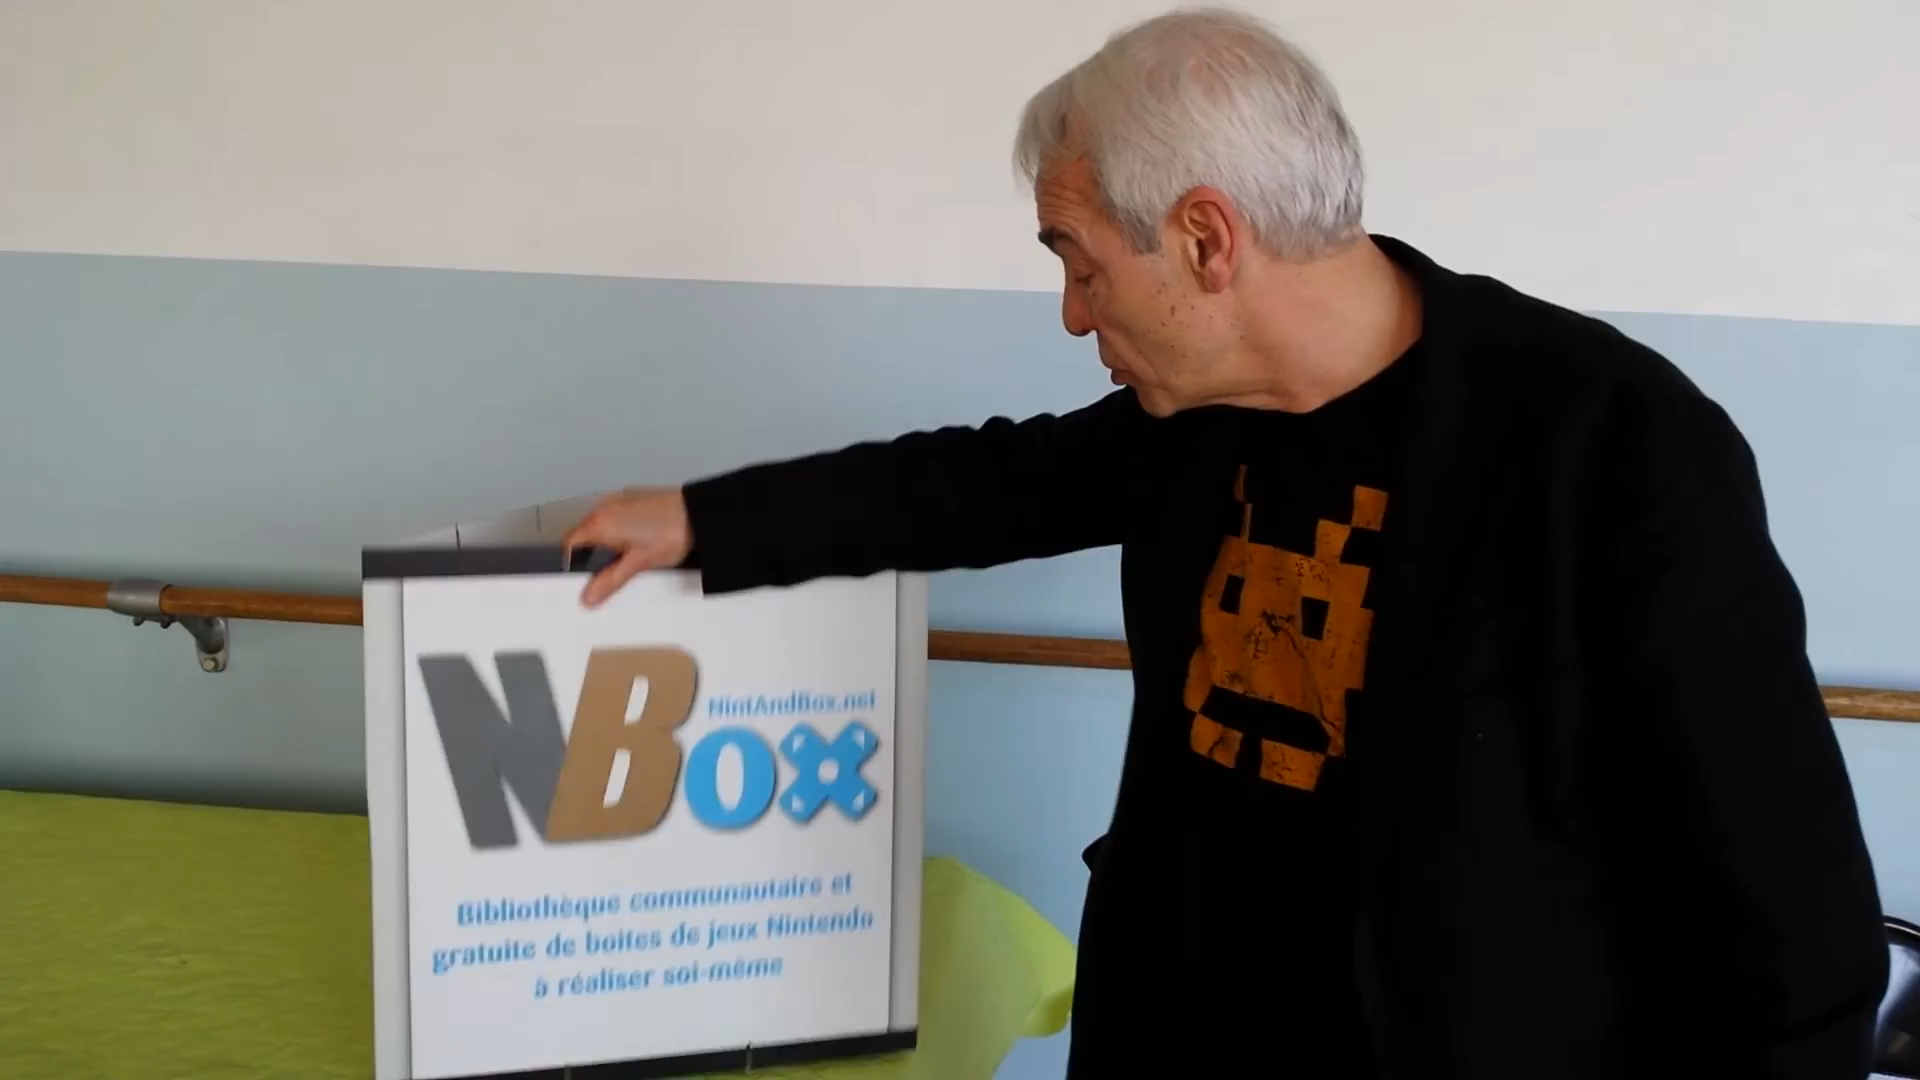 NintAndBox.net
NBox
Bibliothèque communautaire et
gratuite de boites de jeux Nintendo
à réaliser soi-même